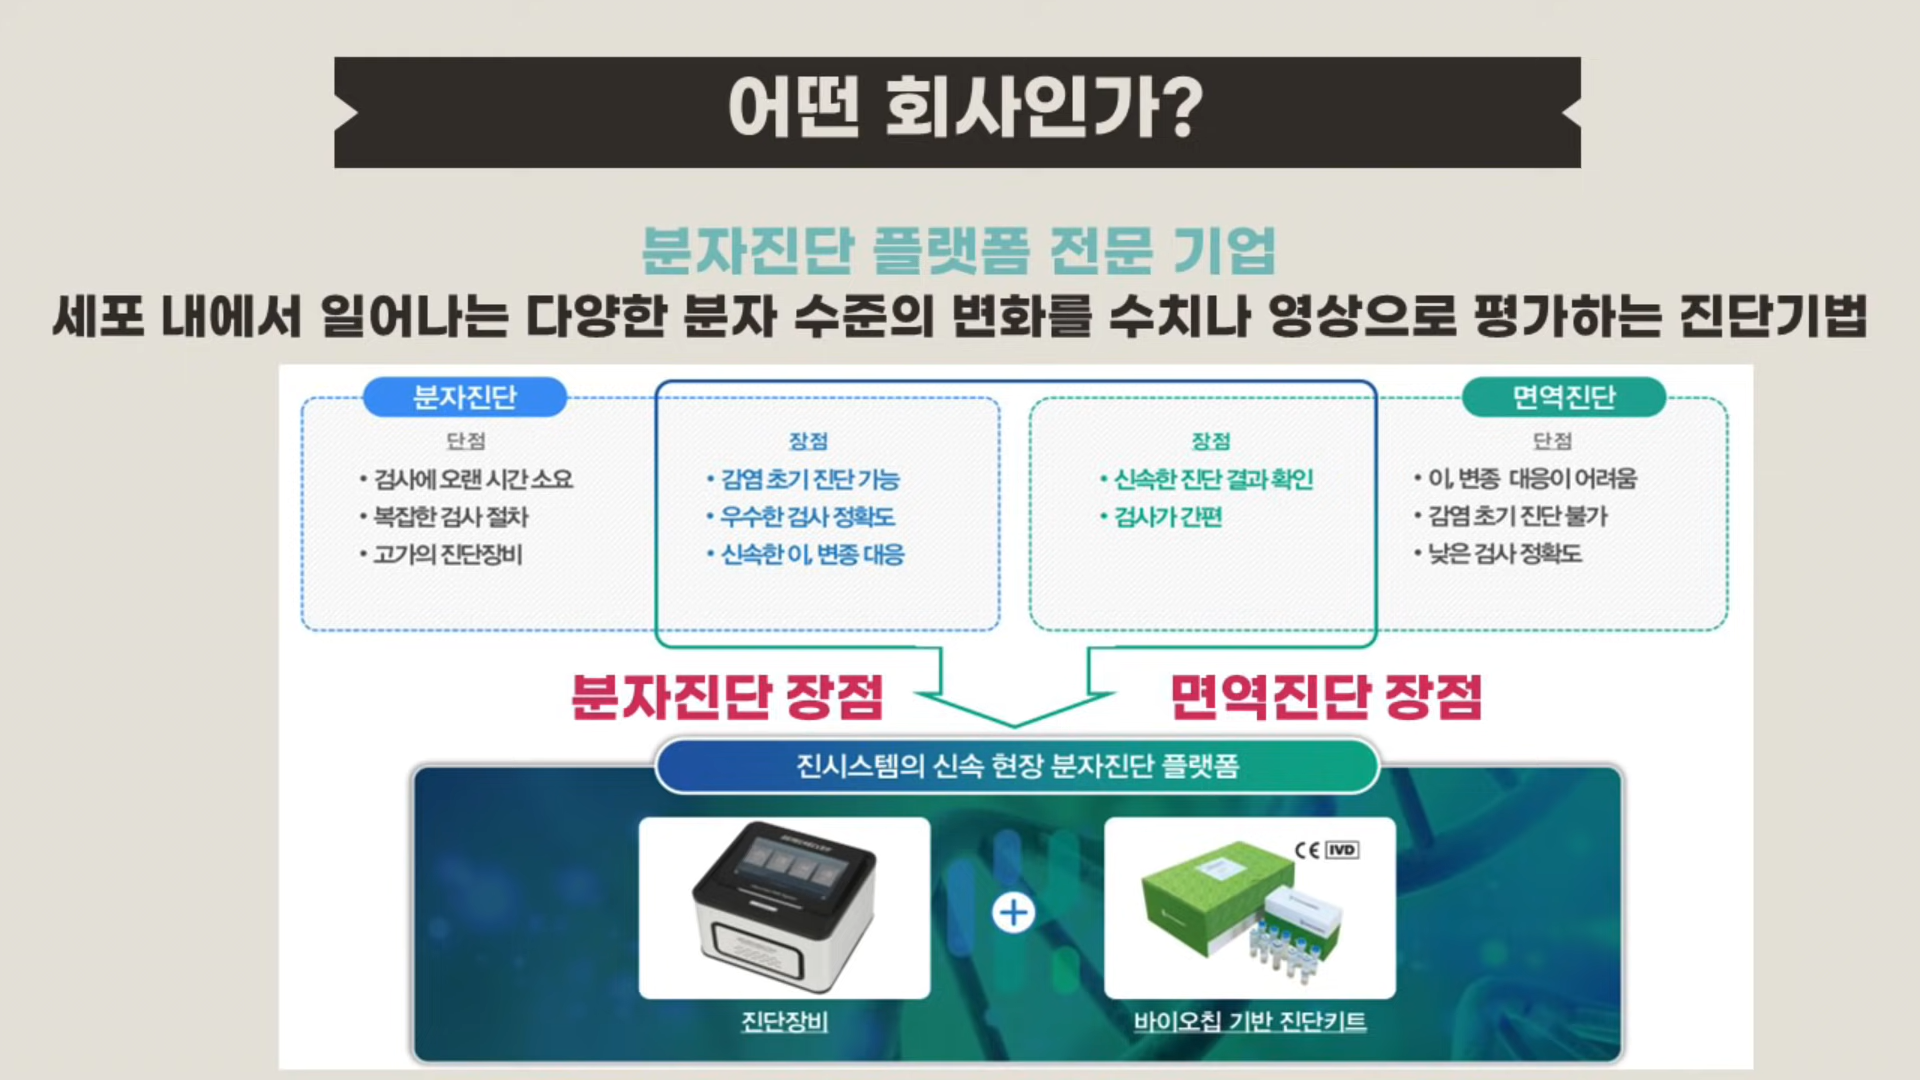 어떤 회사인가?
분자진단 플랫폼 전문 기업
세포 내에서 일어나는 다양한 분자 수준의 변화를 수치나 영상으로 평가하는 진단기법
분자진단
단점
• 검사에 오랜 시간 소요
• 복잡한 검사 절차
• 고가의 진단장비
장점
• 감염 초기 진단 가능
• 우수한 검사 정확도
• 신속한 이, 변종 대응
장점
• 신속한 진단 결과 확인
• 검사가 간편
면역진단
단점
• 이, 변종 대응이 어려움
• 감염 초기 진단 불가
• 낮은 검사 정확도
분자진단 장점
면역진단 장점
진시스템의 신속 현장 분자진단 플랫폼
CE IVD
진단장비
바이오칩 기반 진단키트